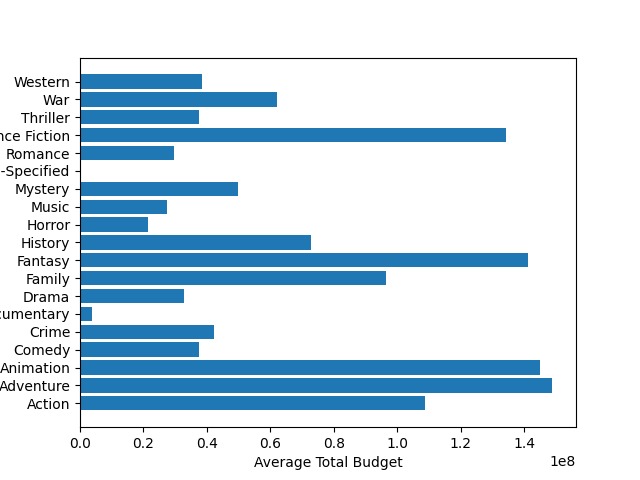 Western
War
Thriller
nce Fiction
Romance
-Specified
Mystery
Music
Horror
History
Fantasy
Family
Drama
cumentary
Crime
Comedy
Animation
Adventure
Action
0.0 0.2 0.4 0.6 0.8 1.0 1.2 1.4
Average Total Budget
1e8